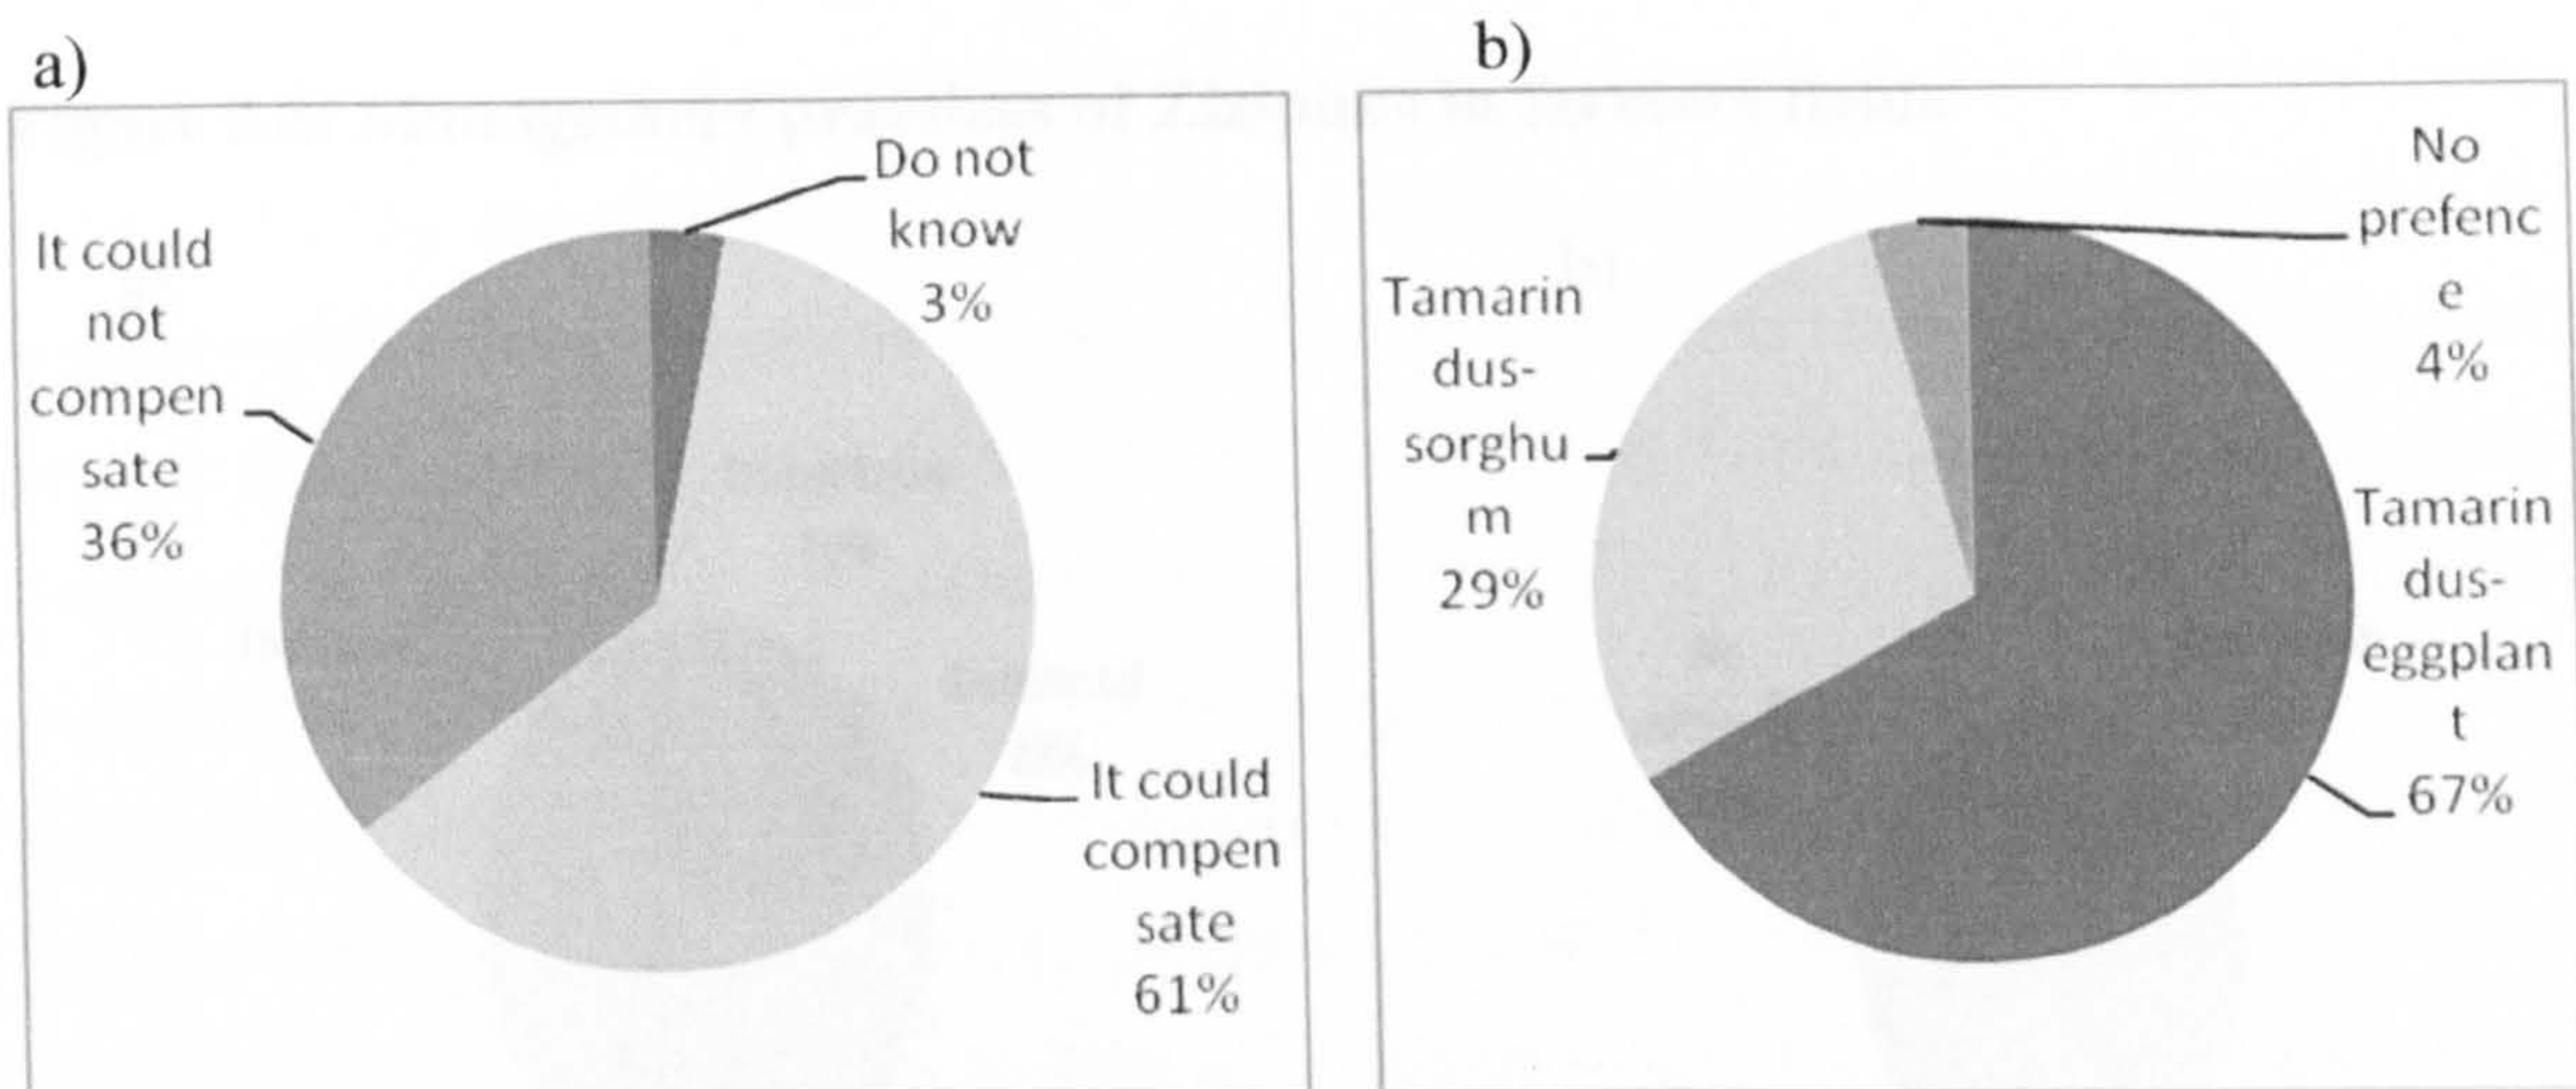 a)
Do not
know
3%
It could
not
compen
sate
36%
It could
compen
sate
61%
b)
No
prefenc
e
4%
Tamarin
dus-
sorghu
m
29%
Tamarin
dus-
eggplan
t
67%